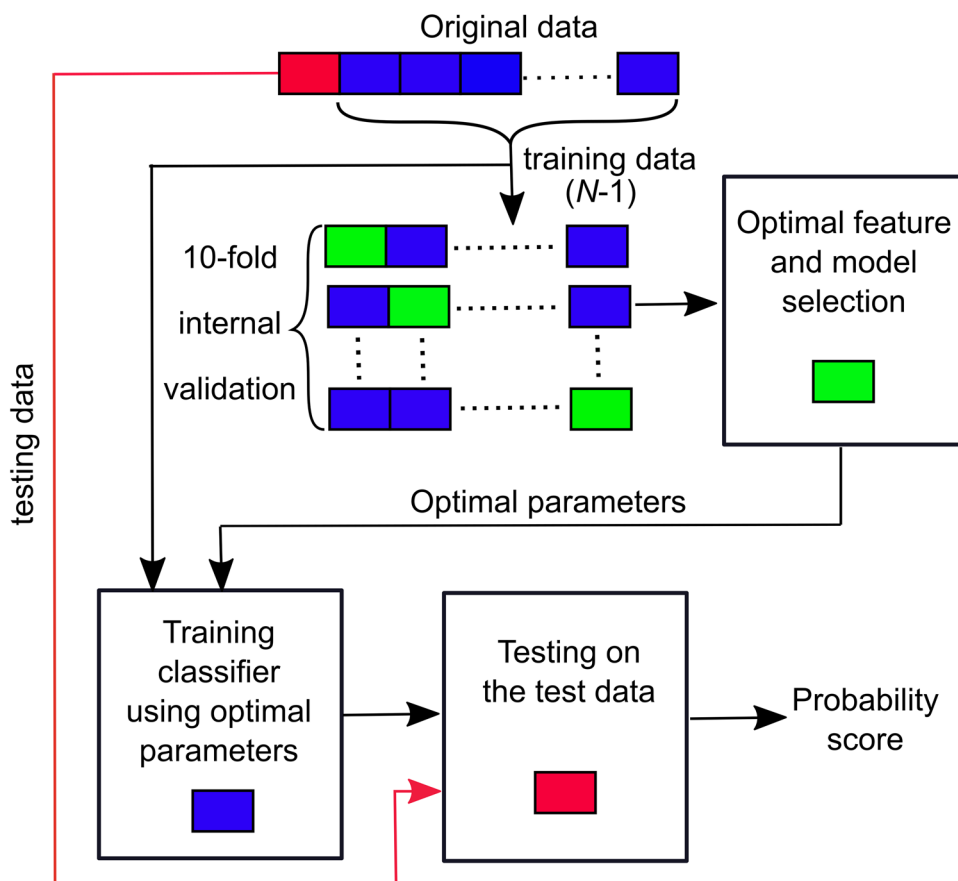 Original data
training data
(N-1)
10-fold
internal
validation
Optimal feature
and model
selection
testing data
Optimal parameters
Training
classifier
using optimal
parameters
Testing on
the test data
Probability
score